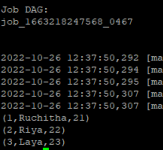 Job DAG:
job_1663218247568_0467
2022-10-26 12:37:50,292 [ma
2022-10-26 12:37:50,294 [ma
2022-10-26 12:37:50,295 [ma
2022-10-26 12:37:50,307 [ma
2022-10-26 12:37:50,307 [ma
(1,Ruchitha,21)
(2,Riya,22)
(3,Laya,23)